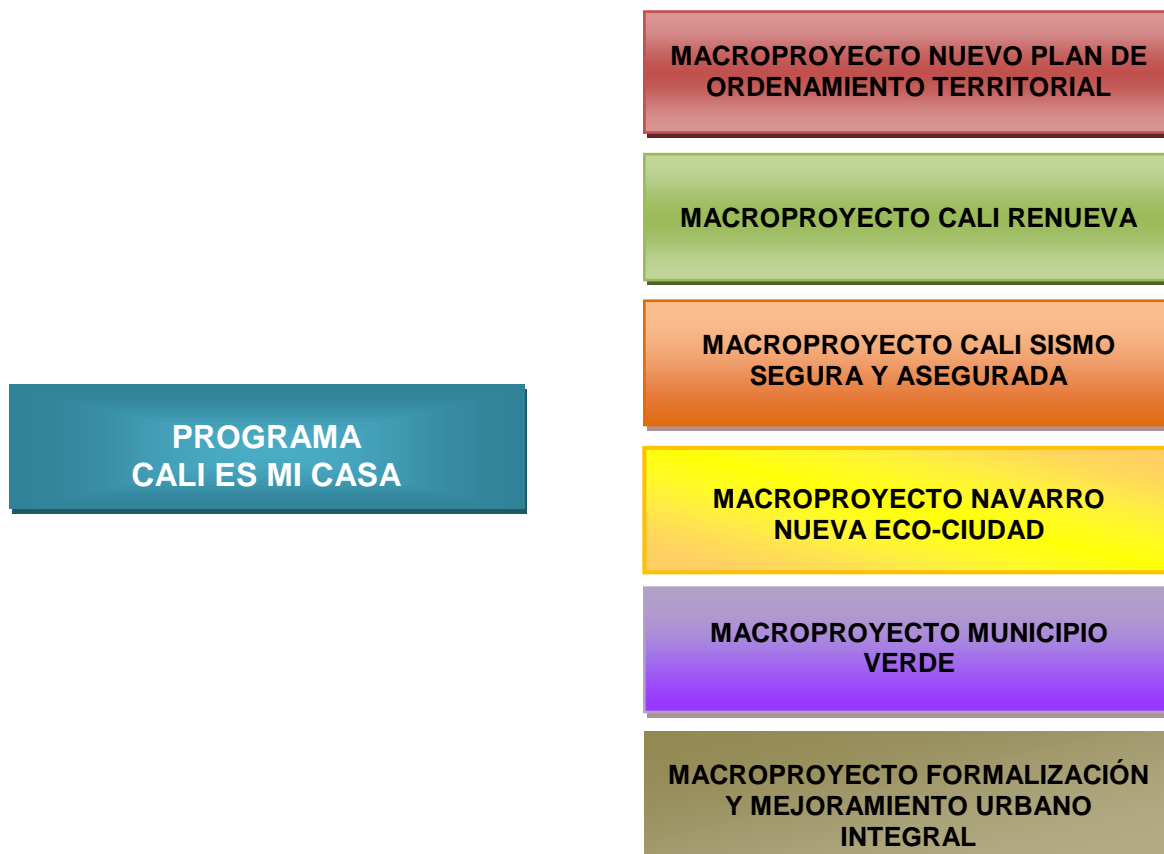 MACROPROYECTO NUEVO PLAN DE
ORDENAMIENTO TERRITORIAL
MACROPROYECTO CALI RENUEVA
MACROPROYECTO CALI SISMO
SEGURA Y ASEGURADA
PROGRAMA
CALI ES MI CASA
MACROPROYECTO NAVARRO
NUEVA ECO-CIUDAD
MACROPROYECTO MUNICIPIO
VERDE
MACROPROYECTO FORMALIZACIÓN
Y MEJORAMIENTO URBANO
INTEGRAL